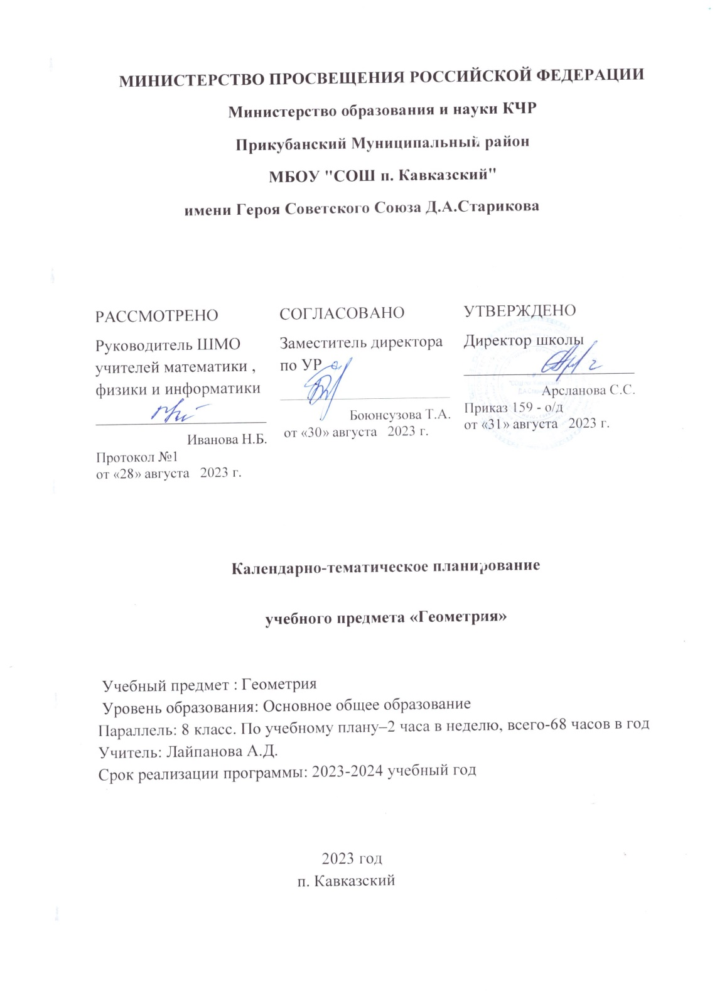 МИНИСТЕРСТВО ПРОСВЕЩЕНИЯ РОССИЙСКОЙ ФЕДЕРАЦИИ
Министерство образования и науки КЧР
Прикубанский Муниципальный район
МБОУ "СОШ п. Кавказский"
имени Героя Советского Союза Д.А.Старикова
РАССМОТРЕНО
Руководитель ШМО
учителей математики ,
физики и информатики
Иванова Н.Б.
Протокол №1
от «28» августа 2023 г.
СОГЛАСОВАНО
Заместитель директора
по УР
Боюнсузова Т.А.
от «30» августа 2023 г.
УТВЕРЖДЕНО
Директор школы
Арсланова С.С.
Приказ 159 - о/д
от «31» августа 2023 г.
Календарно-тематическое планирование
учебного предмета «Геометрия»
Учебный предмет : Геометрия
Уровень образования: Основное общее образование
Параллель: 8 класс. По учебному плану–2 часа в неделю, всего-68 часов в год
Учитель: Лайпанова А.Д.
Срок реализации программы: 2023-2024 учебный год
2023 год
п. Кавказский